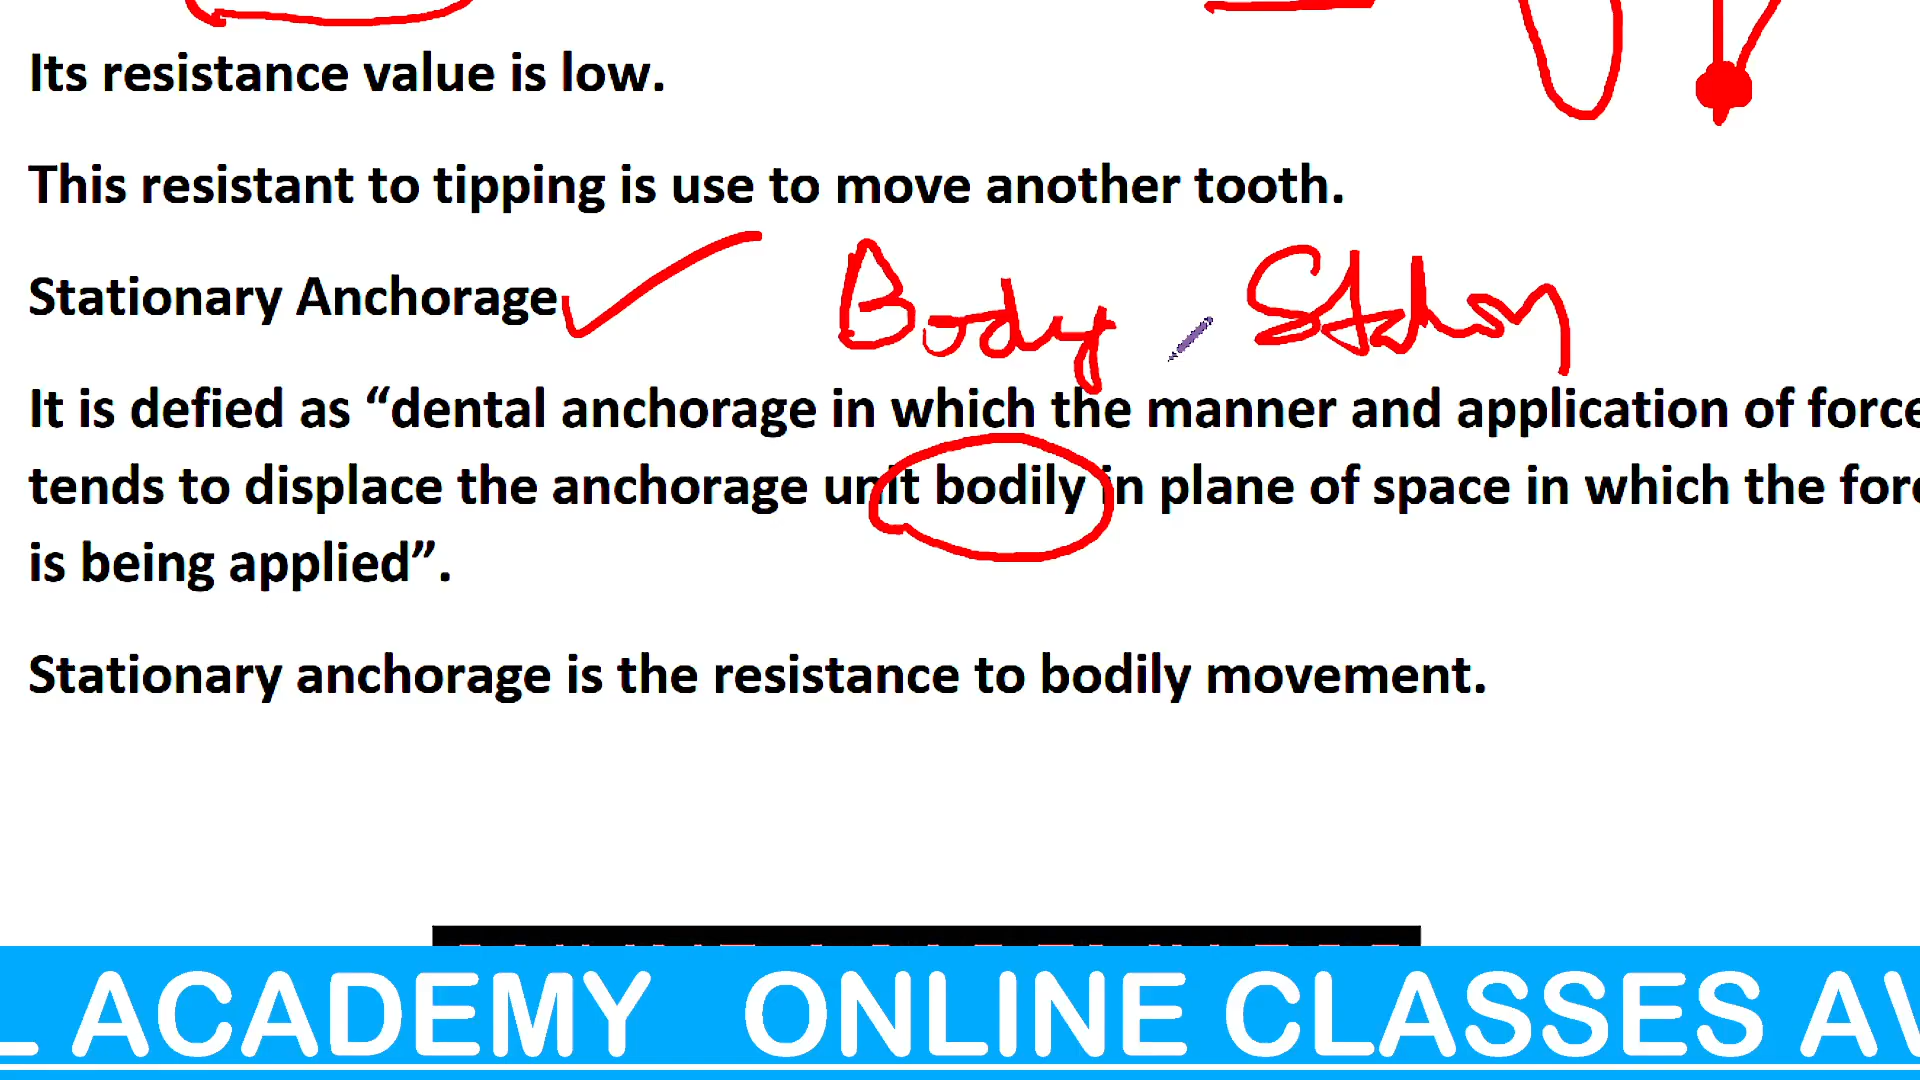 Its resistance value is low.
This resistant to tipping is use to move another tooth.
Stationary Anchorage
Body
It is defied as “dental anchorage in which the manner and application of force
tends to displace the anchorage unit bodily in plane of space in which the
is being applied”.
Stationary anchorage is the resistance to bodily movement.
ACADEMY ONLINE CLASSES